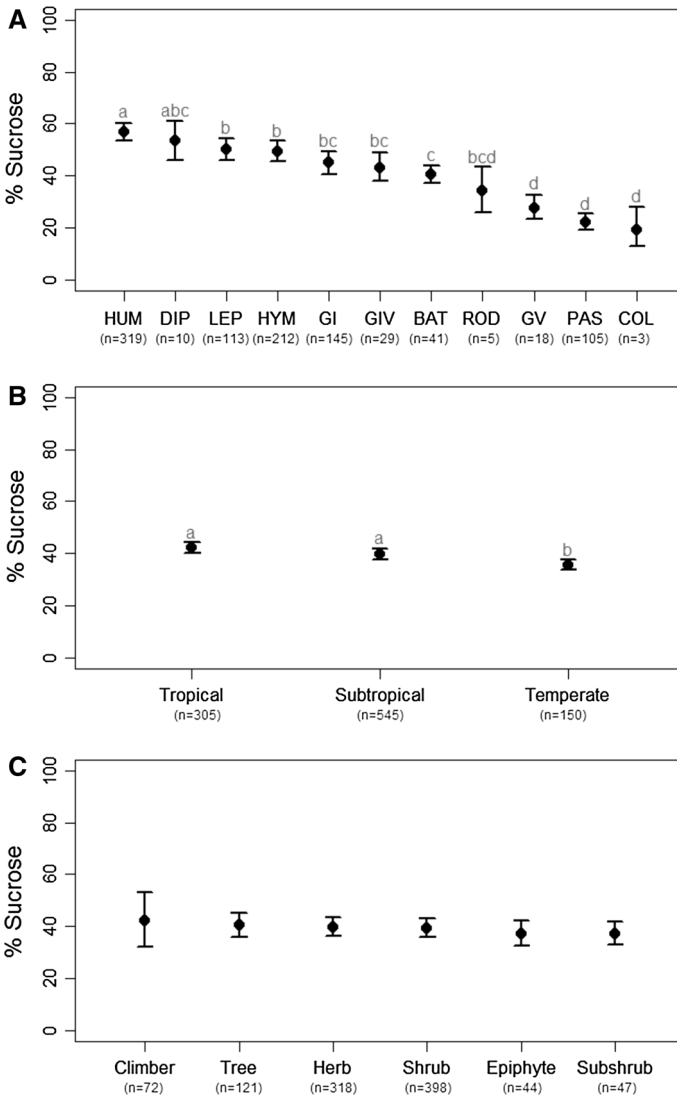 A
% Sucrose
100
80
60
40
20
0
a abc b b bc bc c bcd d d d
HUM DIP LEP HYM GI GIV BAT ROD GV PAS COL
(n=319) (n=10) (n=113) (n=212) (n=145) (n=29) (n=41) (n=5) (n=18) (n=105) (n=3)
B
% Sucrose
100
80
60
40
20
0
a a b
Tropical Subtropical Temperate
(n=305) (n=545) (n=150)
C
% Sucrose
100
80
60
40
20
0
Climber Tree Herb Shrub Epiphyte Subshrub
(n=72) (n=121) (n=318) (n=398) (n=44) (n=47)